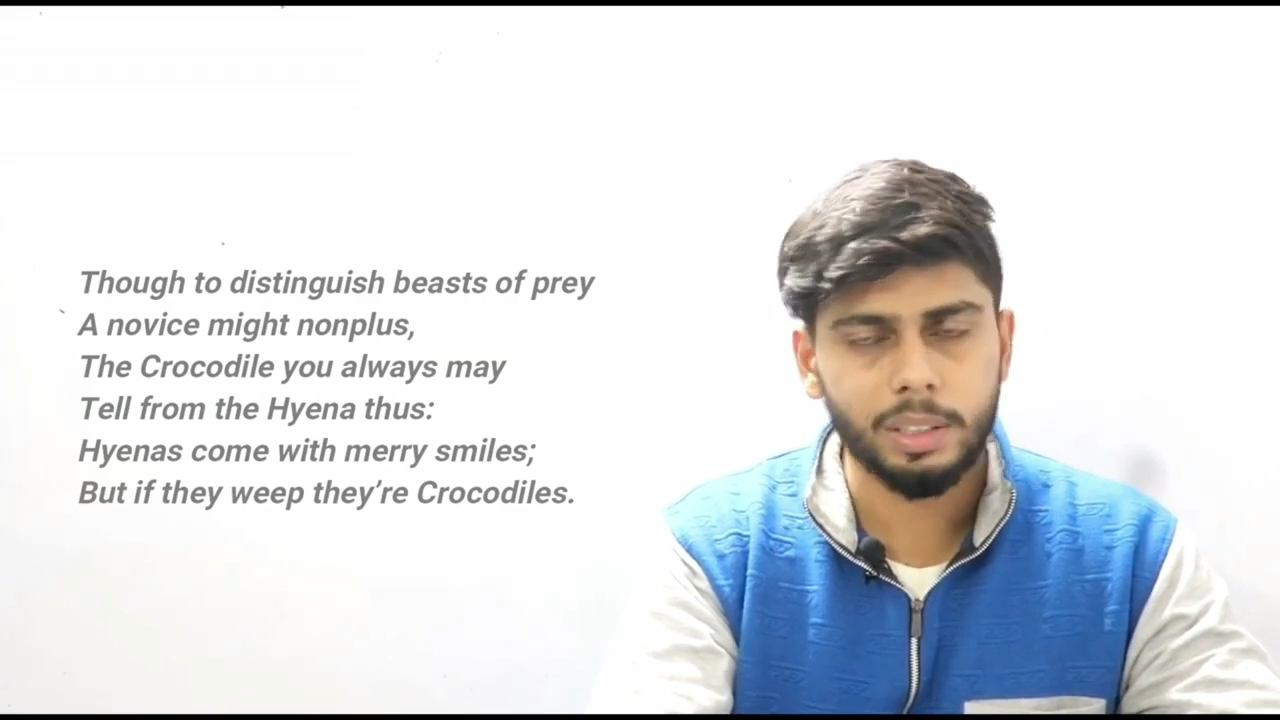 Though to distinguish beasts of prey
A novice might nonplus,
The Crocodile you always may
Tell from the Hyena thus:
Hyenas come with merry smiles;
But if they weep they’re Crocodiles.